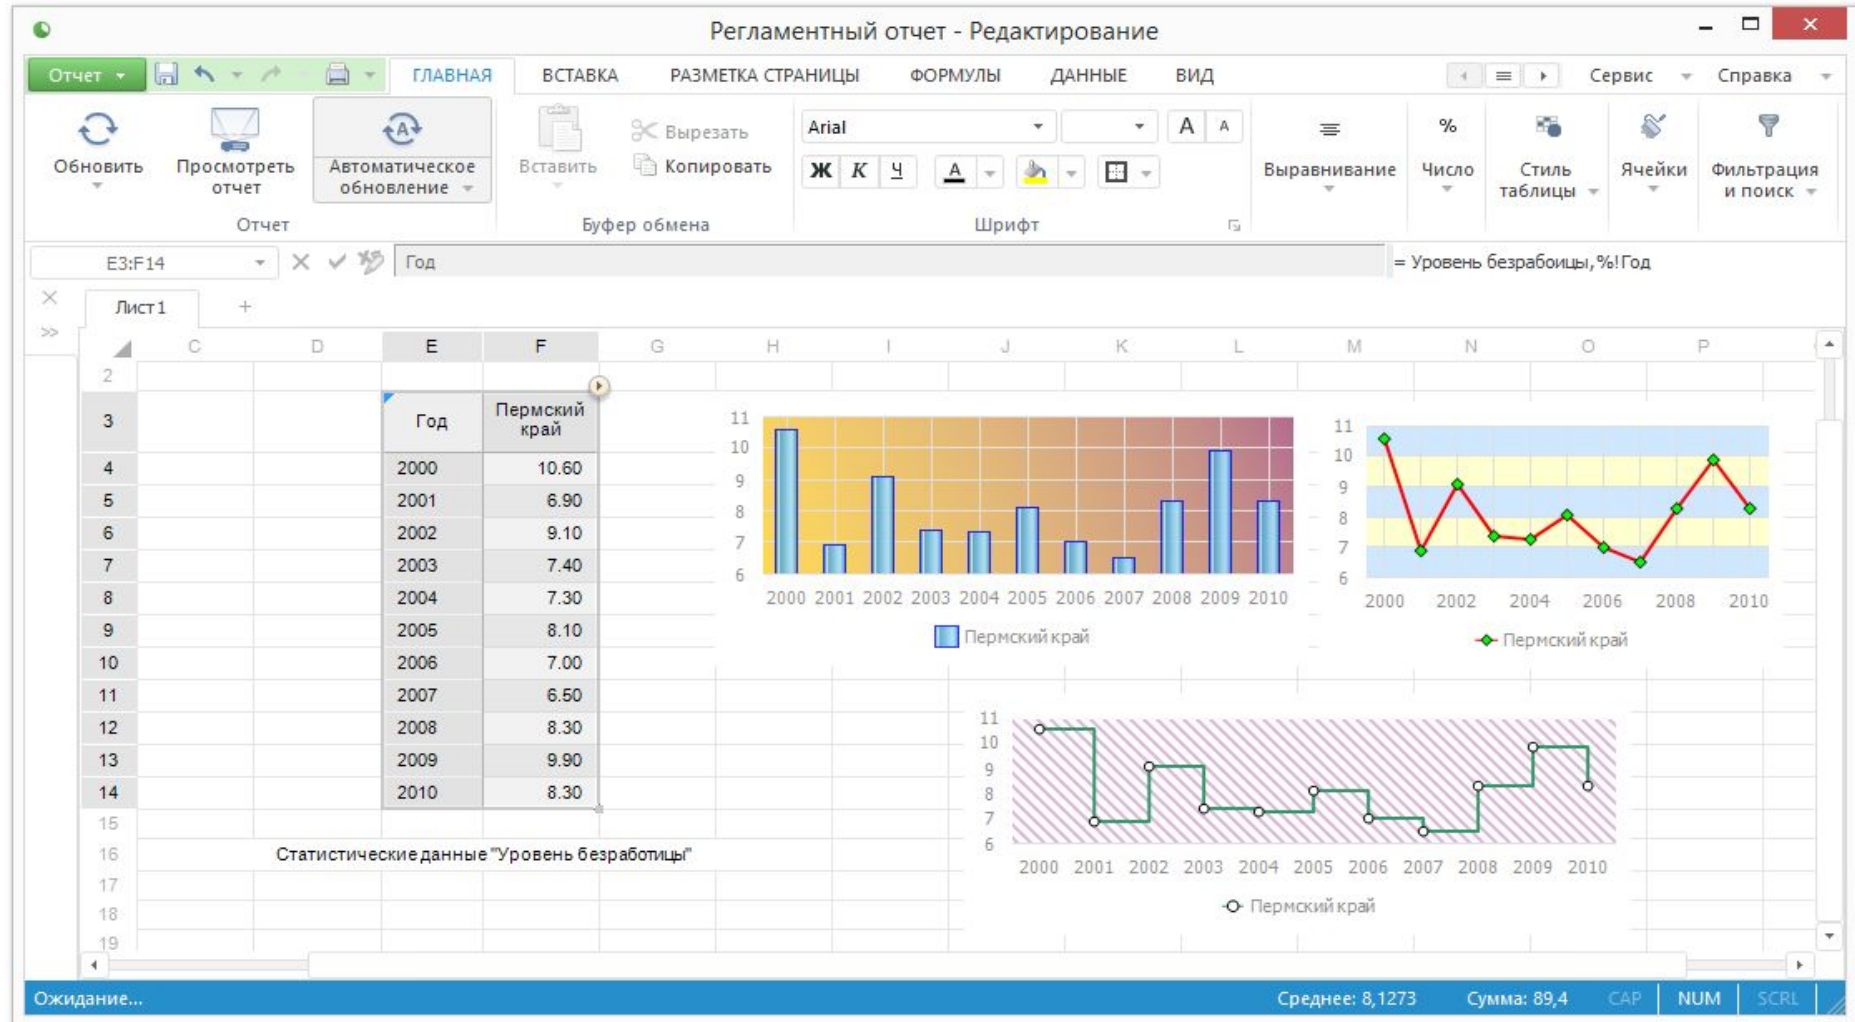 Регламентный отчет - Редактирование
Отчет ГЛАВНАЯ ВСТАВКА РАЗМЕТКА СТРАНИЦЫ ФОРМУЛЫ ДАННЫЕ ВИД Сервис Справка
Обновить Просмотреть отчет Автоматическое обновление Вставить Вырезать Копировать Arial A A
Ж К Ч А Выравнивание % Число Стиль таблицы Ячейки Фильтрация и поиск
Отчет Буфер обмена Шрифт
E3:F14 Год = Уровень безрабоицы,%!Год
Лист1 +
C D E F G H I J K L M N O P
2
3 Год Пермский край
4 2000 10.60
5 2001 6.90
6 2002 9.10
7 2003 7.40
8 2004 7.30
9 2005 8.10
10 2006 7.00
11 2007 6.50
12 2008 8.30
13 2009 9.90
14 2010 8.30
15
16 Статистические данные "Уровень безработицы"
17
18
19
11
10
9
8
7
6
2000 2001 2002 2003 2004 2005 2006 2007 2008 2009 2010
Пермский край
11
10
9
8
7
6
2000 2002 2004 2006 2008 2010
Пермский край
11
10
9
8
7
6
2000 2001 2002 2003 2004 2005 2006 2007 2008 2009 2010
Пермский край
Ожидание... Среднее: 8,1273 Сумма: 89,4 CAP NUM SCRL